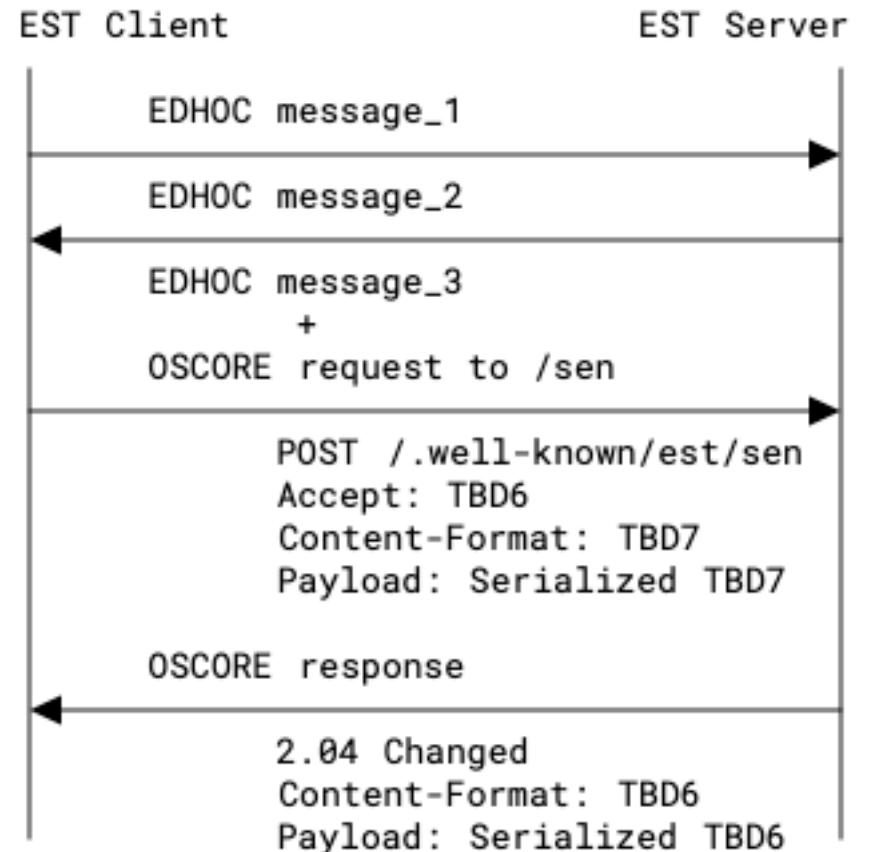 EST Client EST Server
EDHOC message_1
EDHOC message_2
EDHOC message_3
+
OSCORE request to /sen
POST /.well-known/est/sen
Accept: TBD6
Content-Format: TBD7
Payload: Serialized TBD7
OSCORE response
2.04 Changed
Content-Format: TBD6
Payload: Serialized TBD6